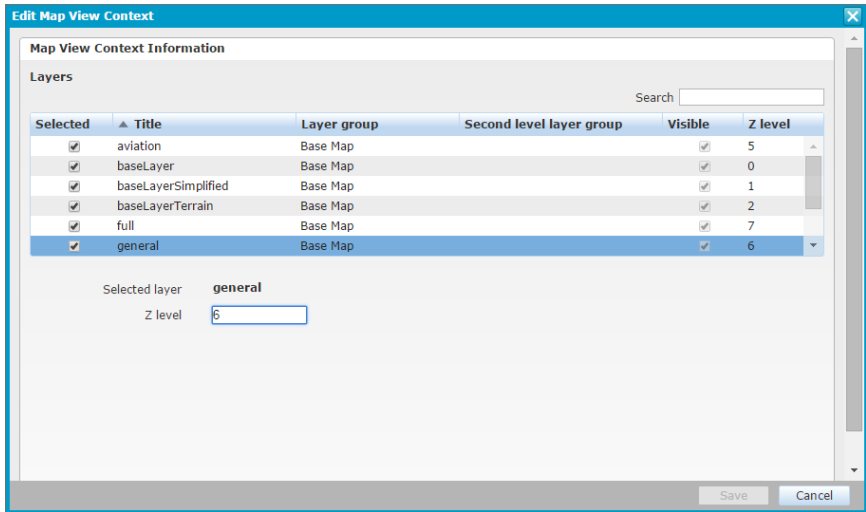 Edit Map View Context
Map View Context Information
Layers
Search
Selected Title Layer group Second level layer group Visible Z level
aviation Base Map 5
baseLayer Base Map 0
baseLayerSimplified Base Map 1
baseLayerTerrain Base Map 2
full Base Map 7
general Base Map 6
Selected layer general
Z level 6
Save Cancel